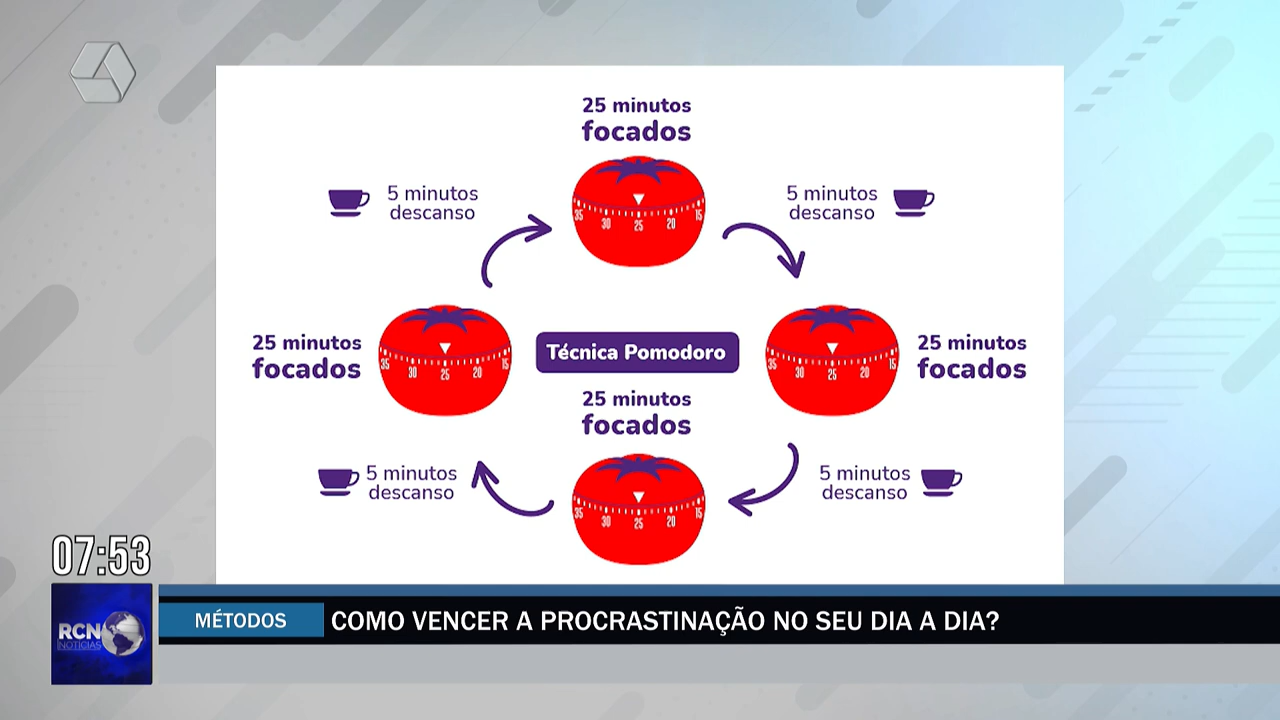 25 minutos
focados
5 minutos
descanso
5 minutos
descanso
35 30 25 20 15
25 minutos
focados
35 30 25 20 15
Técnica Pomodoro
35 30 25 20 15
25 minutos
focados
25 minutos
focados
5 minutos
descanso
35 30 25 20 15
5 minutos
descanso
07:53
RCN
NOTÍCIAS
MÉTODOS
COMO VENCER A PROCRASTINAÇÃO NO SEU DIA A DIA?